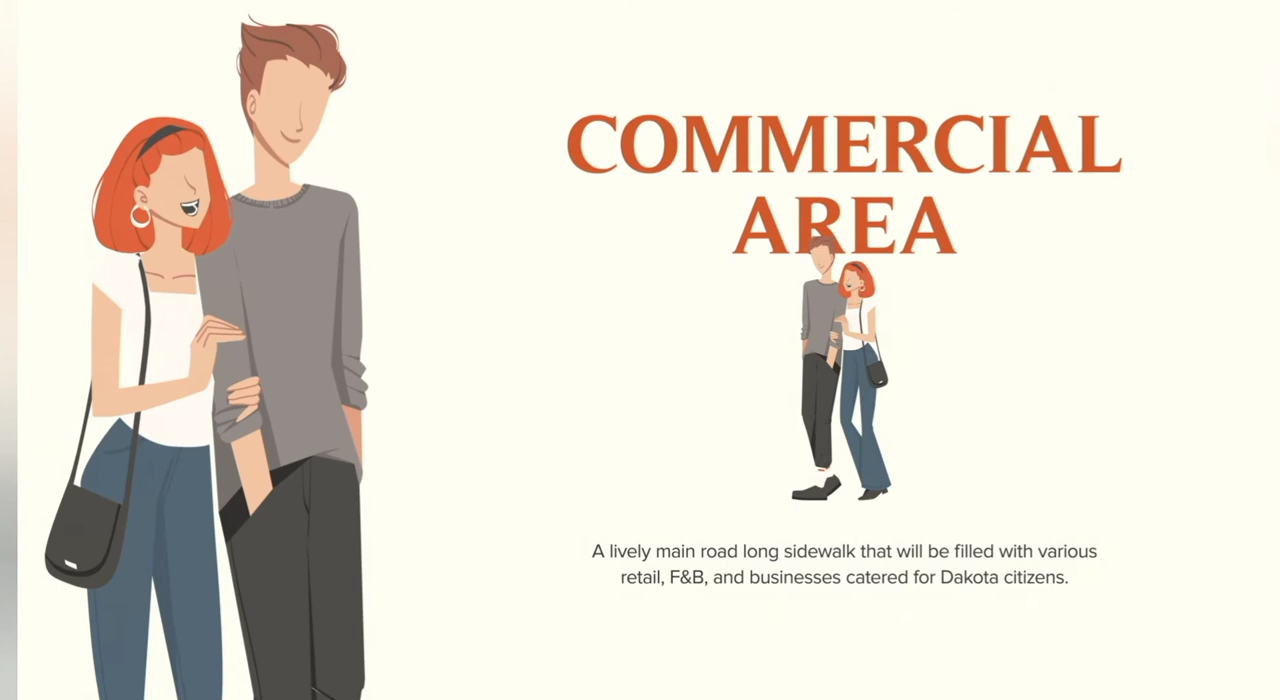 COMMERCIAL
AREA
A lively main road long sidewalk that will be filled with various
retail, F&B, and businesses catered for Dakota citizens.